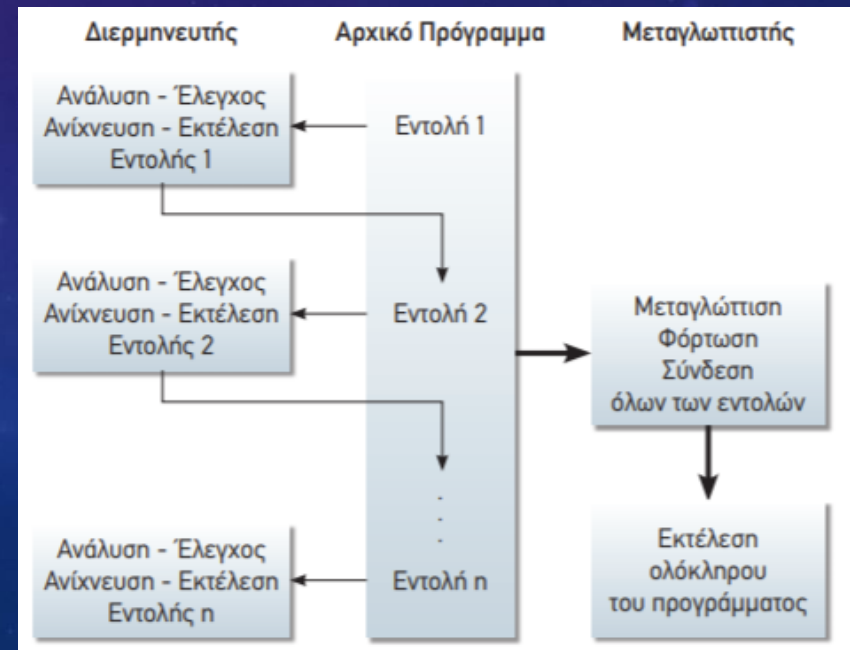 Διερμηνευτής
Αρχικό Πρόγραμμα
Μεταγλωττιστής
Ανάλυση - Έλεγχος
Ανίχνευση - Εκτέλεση
Εντολής 1
Εντολή 1
Ανάλυση - Έλεγχος
Ανίχνευση - Εκτέλεση
Εντολής 2
Εντολή 2
Μεταγλώττιση
Φόρτωση
Σύνδεση
όλων των εντολών
.
.
.
Ανάλυση - Έλεγχος
Ανίχνευση - Εκτέλεση
Εντολής n
Εντολή n
Εκτέλεση
ολόκληρου
του προγράμματος